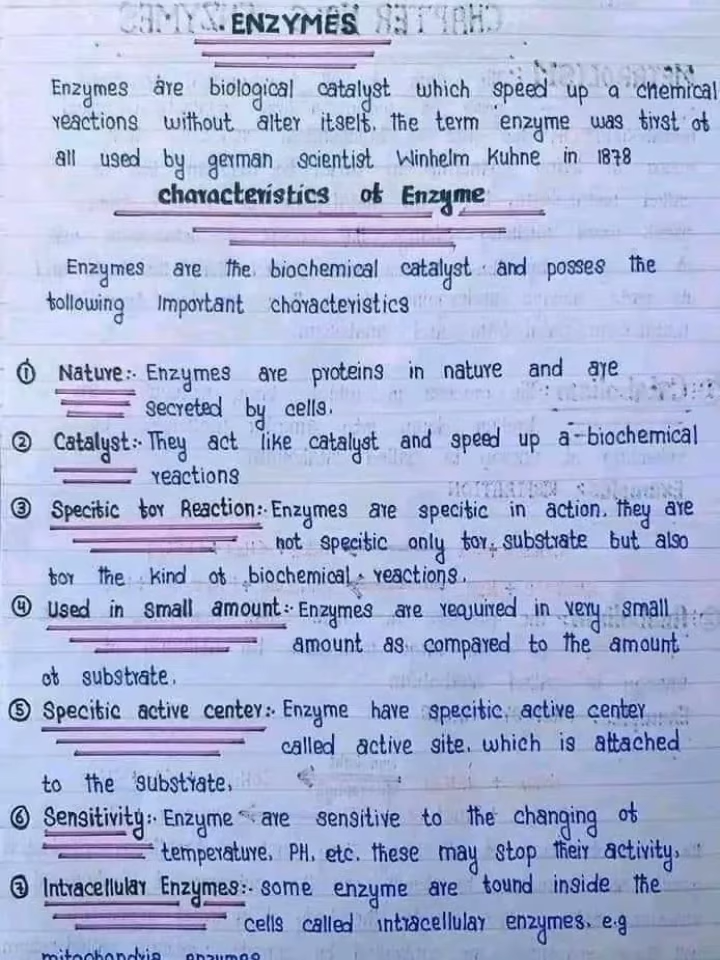 ENZYMES
Enzymes are biological catalyst which speed up a chemical
reactions without alter itself. The term enzyme was first of
all used by german scientist Winhelm Kuhne in 1878
characteristics of Enzyme
Enzymes are the biochemical catalyst and posses the
following Important characteristics
① Nature:- Enzymes are proteins in nature and are
secreted by cells.
② Catalyst:- They act like catalyst and speed up a biochemical
reactions
③ Specific for Reaction:- Enzymes are specific in action. they are
not specific only for substrate but also
for the kind of biochemical reactions.
④ Used in small amount:- Enzymes are required in very small
amount as compared to the amount
of substrate.
⑤ Specific active center:- Enzyme have specific active center
called active site. which is attached
to the substrate.
⑥ Sensitivity:- Enzyme are sensitive to the changing of
temperature, PH, etc. these may stop their activity.
⑦ Intracellular Enzymes:- some enzyme are found inside the
cells called intracellular enzymes. e.g
mitochondria enzymes